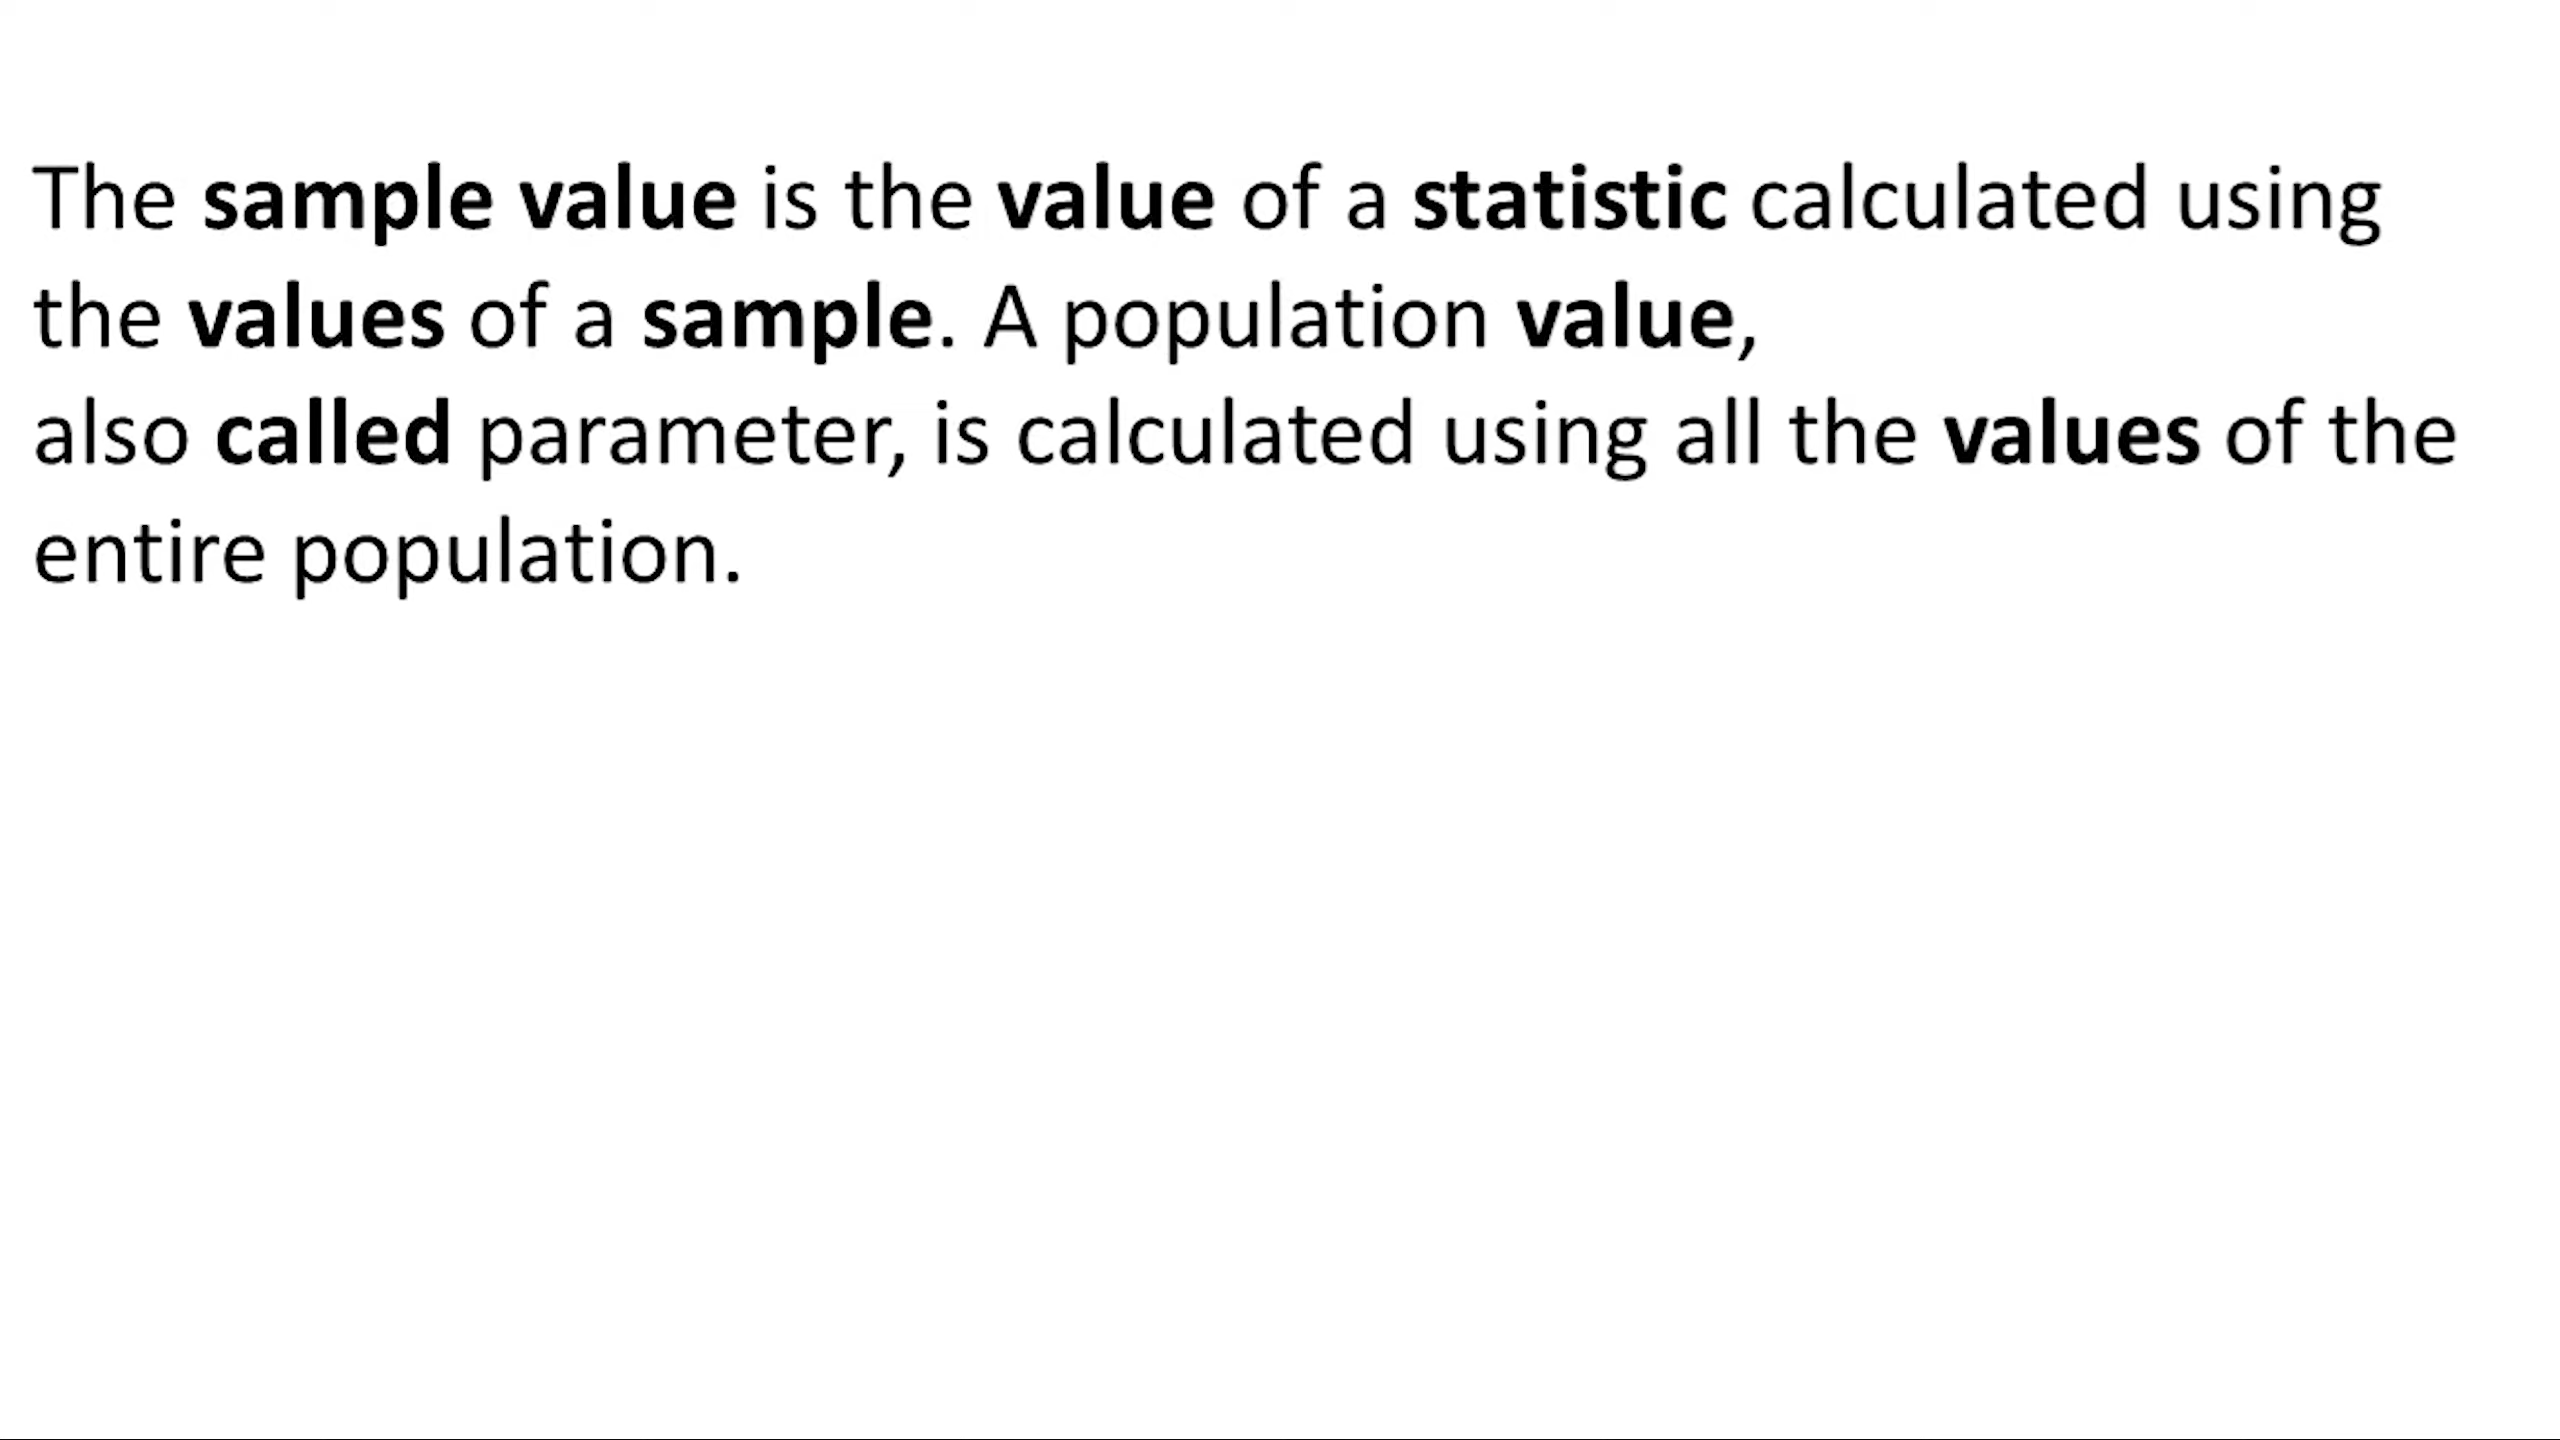 The sample value is the value of a statistic calculated using
the values of a sample. A population value,
also called parameter, is calculated using all the values of the
entire population.